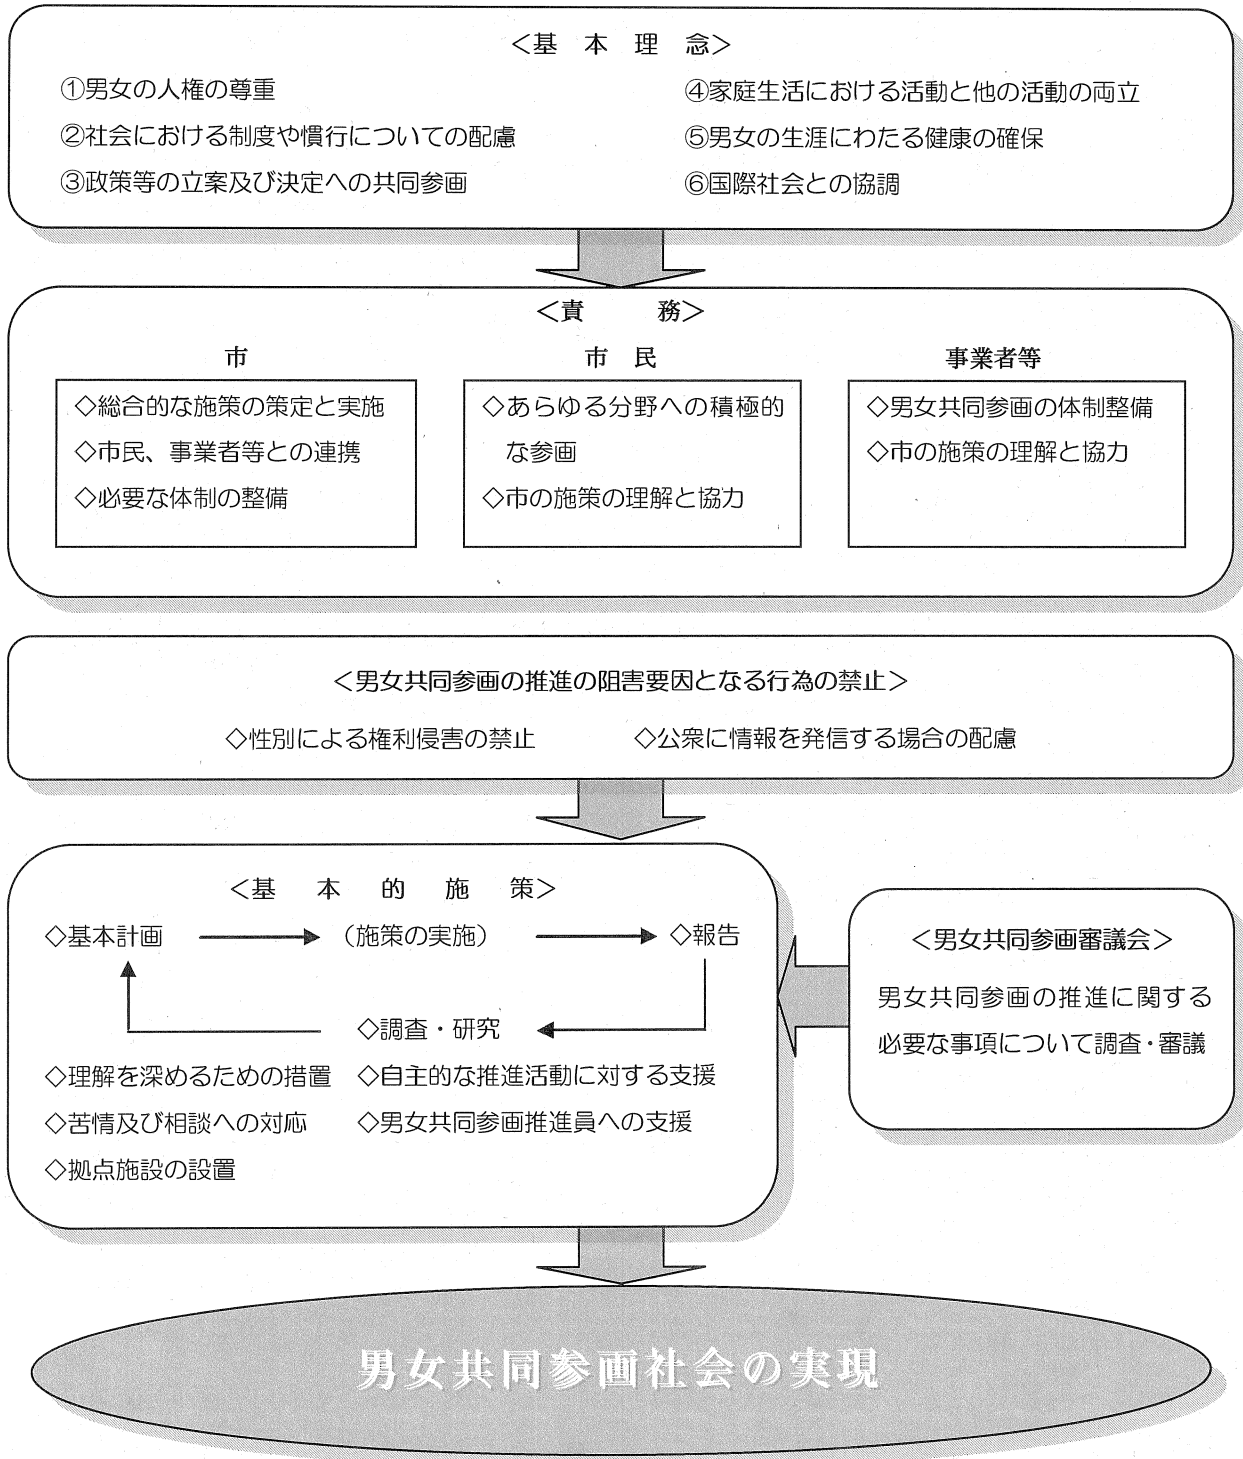 ＜基　本　理　念＞
①男女の人権の尊重
②社会における制度や慣行についての配慮
③政策等の立案及び決定への共同参画
④家庭生活における活動と他の活動の両立
⑤男女の生涯にわたる健康の確保
⑥国際社会との協調
＜責　　　務＞
市
◇総合的な施策の策定と実施
◇市民、事業者等との連携
◇必要な体制の整備
市　民
◇あらゆる分野への積極的
な参画
◇市の施策の理解と協力
事業者等
◇男女共同参画の体制整備
◇市の施策の理解と協力
＜男女共同参画の推進の阻害要因となる行為の禁止＞
◇性別による権利侵害の禁止
◇公衆に情報を発信する場合の配慮
＜基　本　的　施　策＞
◇基本計画
（施策の実施）
◇報告
◇調査・研究
◇理解を深めるための措置
◇自主的な推進活動に対する支援
◇苦情及び相談への対応
◇男女共同参画推進員への支援
◇拠点施設の設置
＜男女共同参画審議会＞
男女共同参画の推進に関する
必要な事項について調査・審議
男女共同参画社会の実現